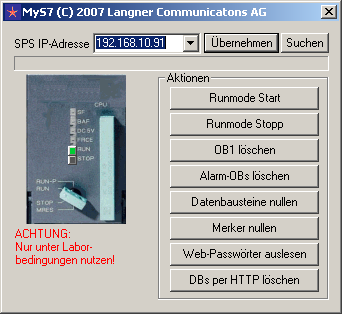 MyS7 (C) 2007 Langner Communicatons AG
SPS IP-Adresse 192.168.10.91 Übernehmen Suchen
Aktionen
Runmode Start
Runmode Stopp
OB1 löschen
Alarm-OBs löschen
Datenbausteine nullen
Merker nullen
Web-Passwörter auslesen
DBs per HTTP löschen
CPU
SF
BAF
DC5V
FRCE
RUN
STOP
RUN-P
RUN
STOP
MRES
ACHTUNG:
Nur unter Labor-
bedingungen nutzen!